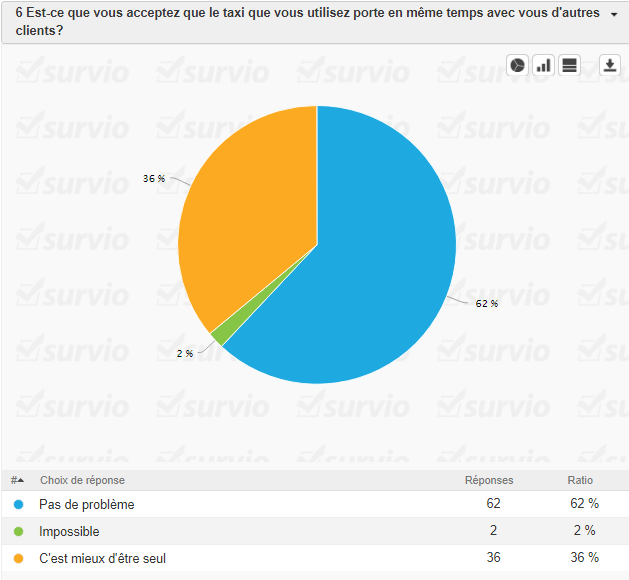 6 Est-ce que vous acceptez que le taxi que vous utilisez porte en même temps avec vous d'autres
clients?
36 %
62 %
2 %
# Choix de réponse Réponses Ratio
Pas de problème 62 62 %
Impossible 2 2 %
C'est mieux d'être seul 36 36 %
survio